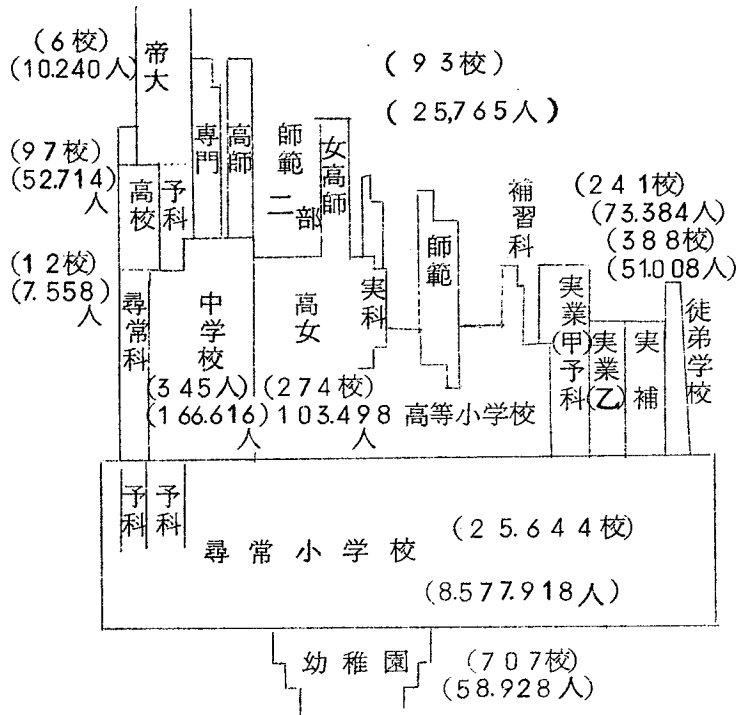 (6校)
(10.240人)
帝大
(93校)
(25,765人)
専門
高師
師範二部
女高師
(97校)
(52.714)人
高校
予科
師範
補習科
(241校)
(73.384人)
(388校)
(51.008人)
(12校)
(7.558)人
尋常科
中学校
高女
実科
実業(甲)予科
実業(乙)
実補
徒弟学校
(345人)
(274校)
(166.616)人
103.498人
高等小学校
予科
予科
尋常小学校
(25.644校)
(8.577.918人)
幼稚園
(707校)
(58.928人)